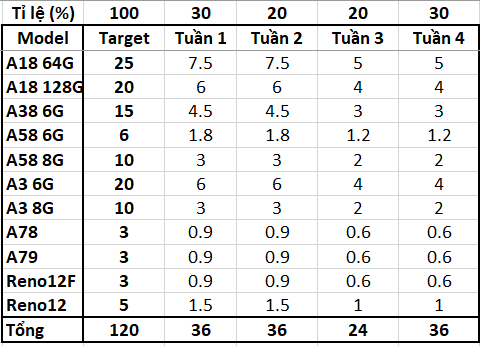 Tỉ lệ (%) 100 30 20 20 30
Model Target Tuần 1 Tuần 2 Tuần 3 Tuần 4
A18 64G 25 7.5 7.5 5 5
A18 128G 20 6 6 4 4
A38 6G 15 4.5 4.5 3 3
A58 6G 6 1.8 1.8 1.2 1.2
A58 8G 10 3 3 2 2
A3 6G 20 6 6 4 4
A3 8G 10 3 3 2 2
A78 3 0.9 0.9 0.6 0.6
A79 3 0.9 0.9 0.6 0.6
Reno12F 3 0.9 0.9 0.6 0.6
Reno12 5 1.5 1.5 1 1
Tổng 120 36 36 24 36